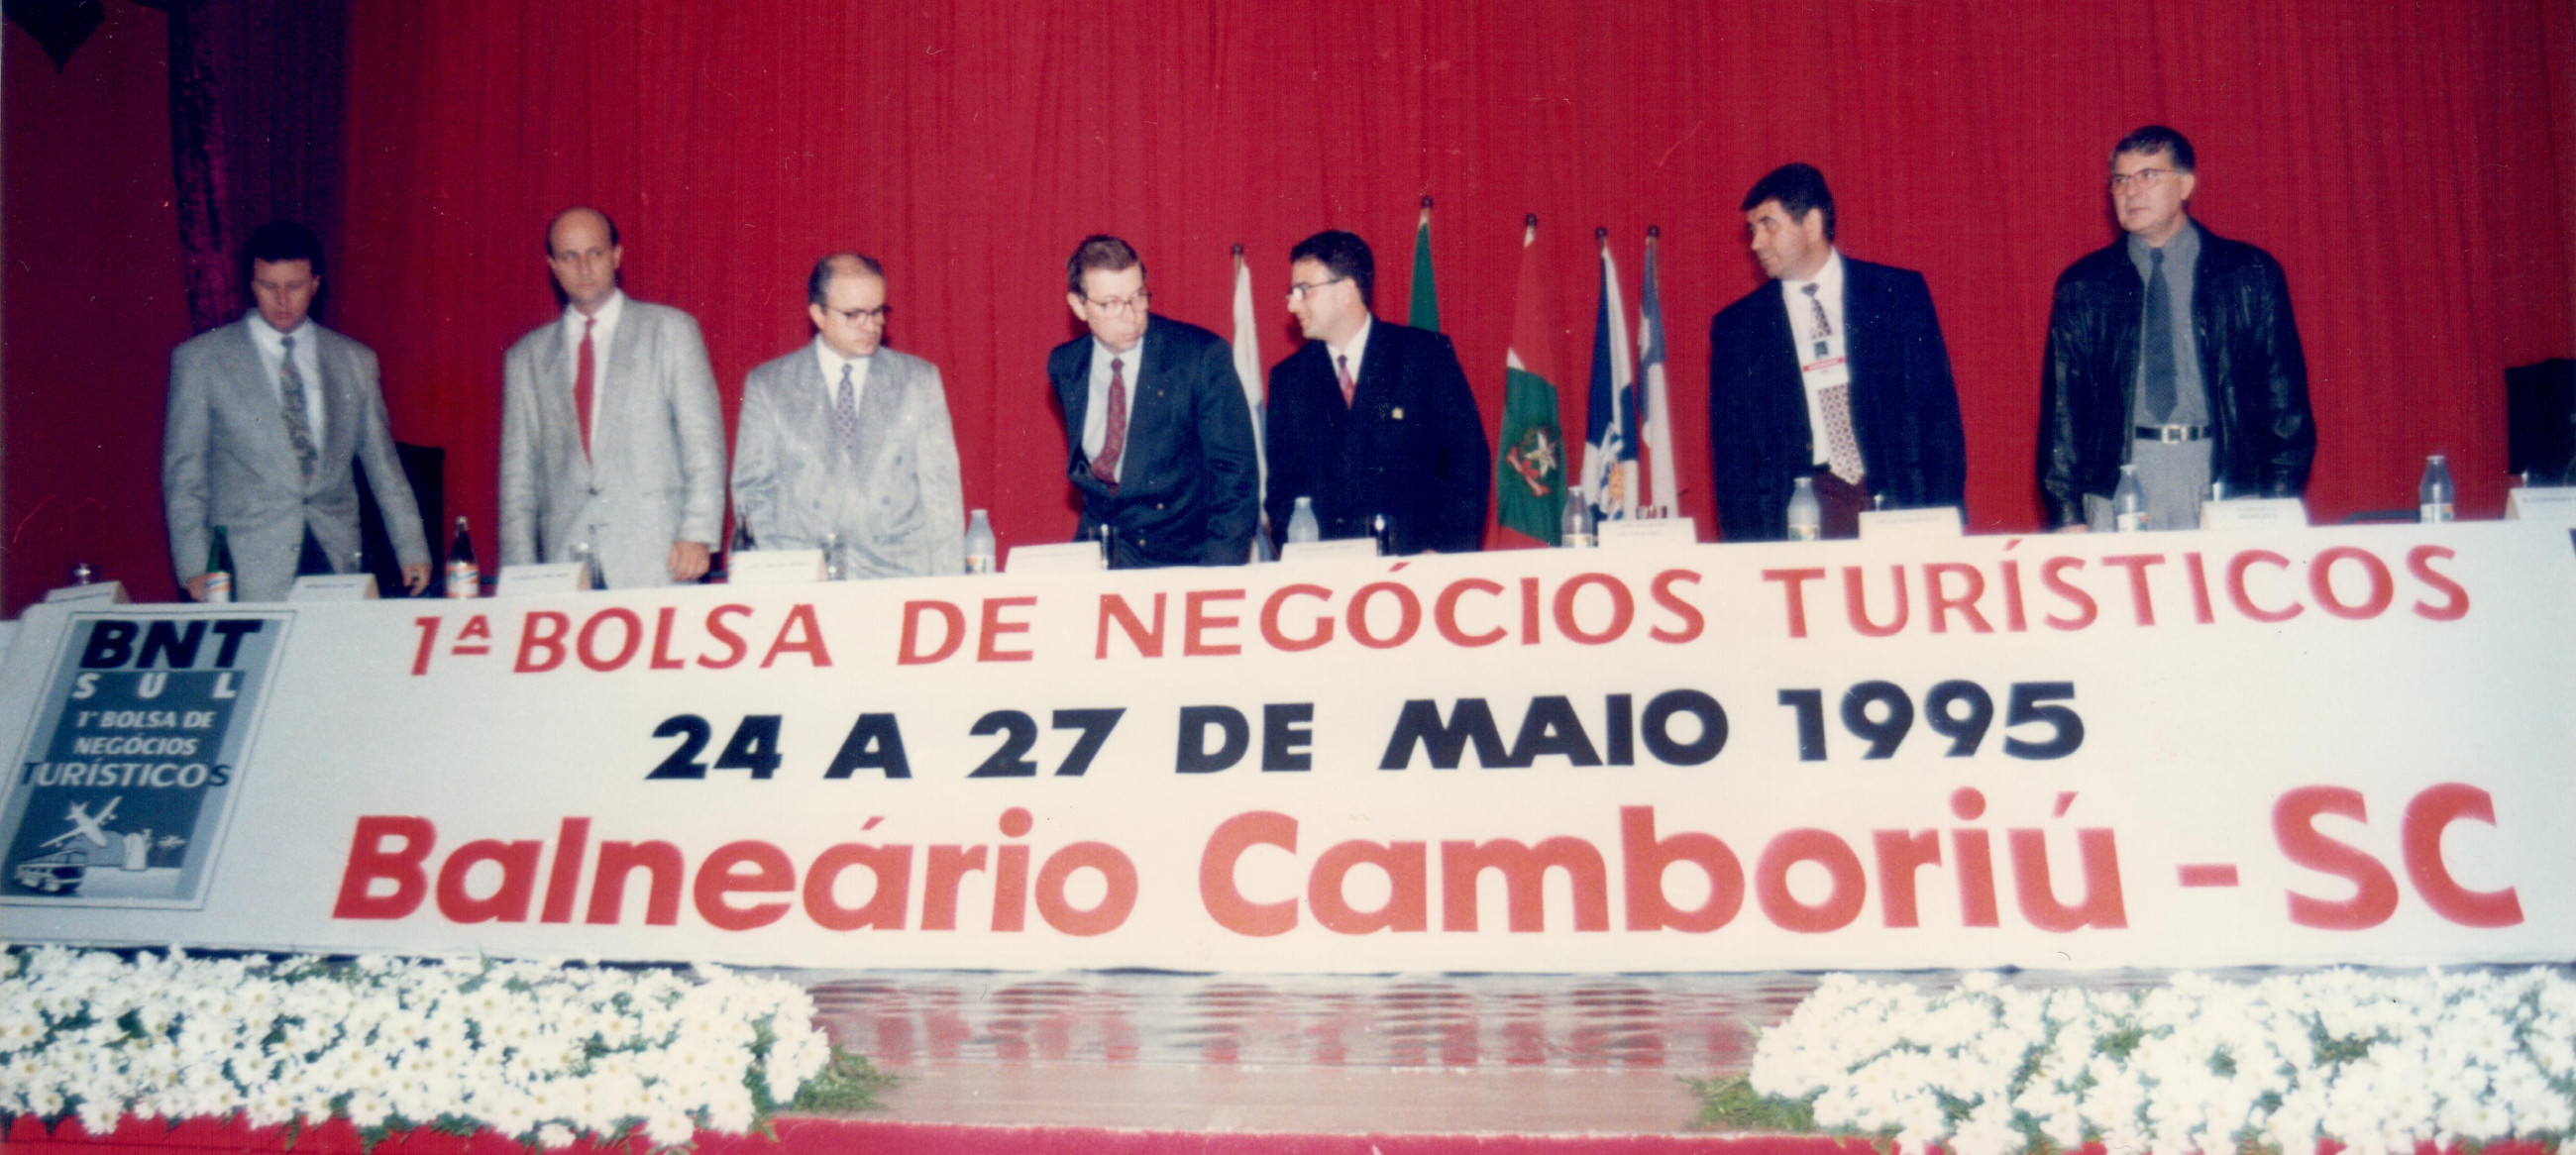 1ª BOLSA DE NEGÓCIOS TURÍSTICOS
24 A 27 DE MAIO 1995
Balneário Camboriú - SC
BNT
SUL
1ª BOLSA DE
NEGÓCIOS
TURÍSTICOS